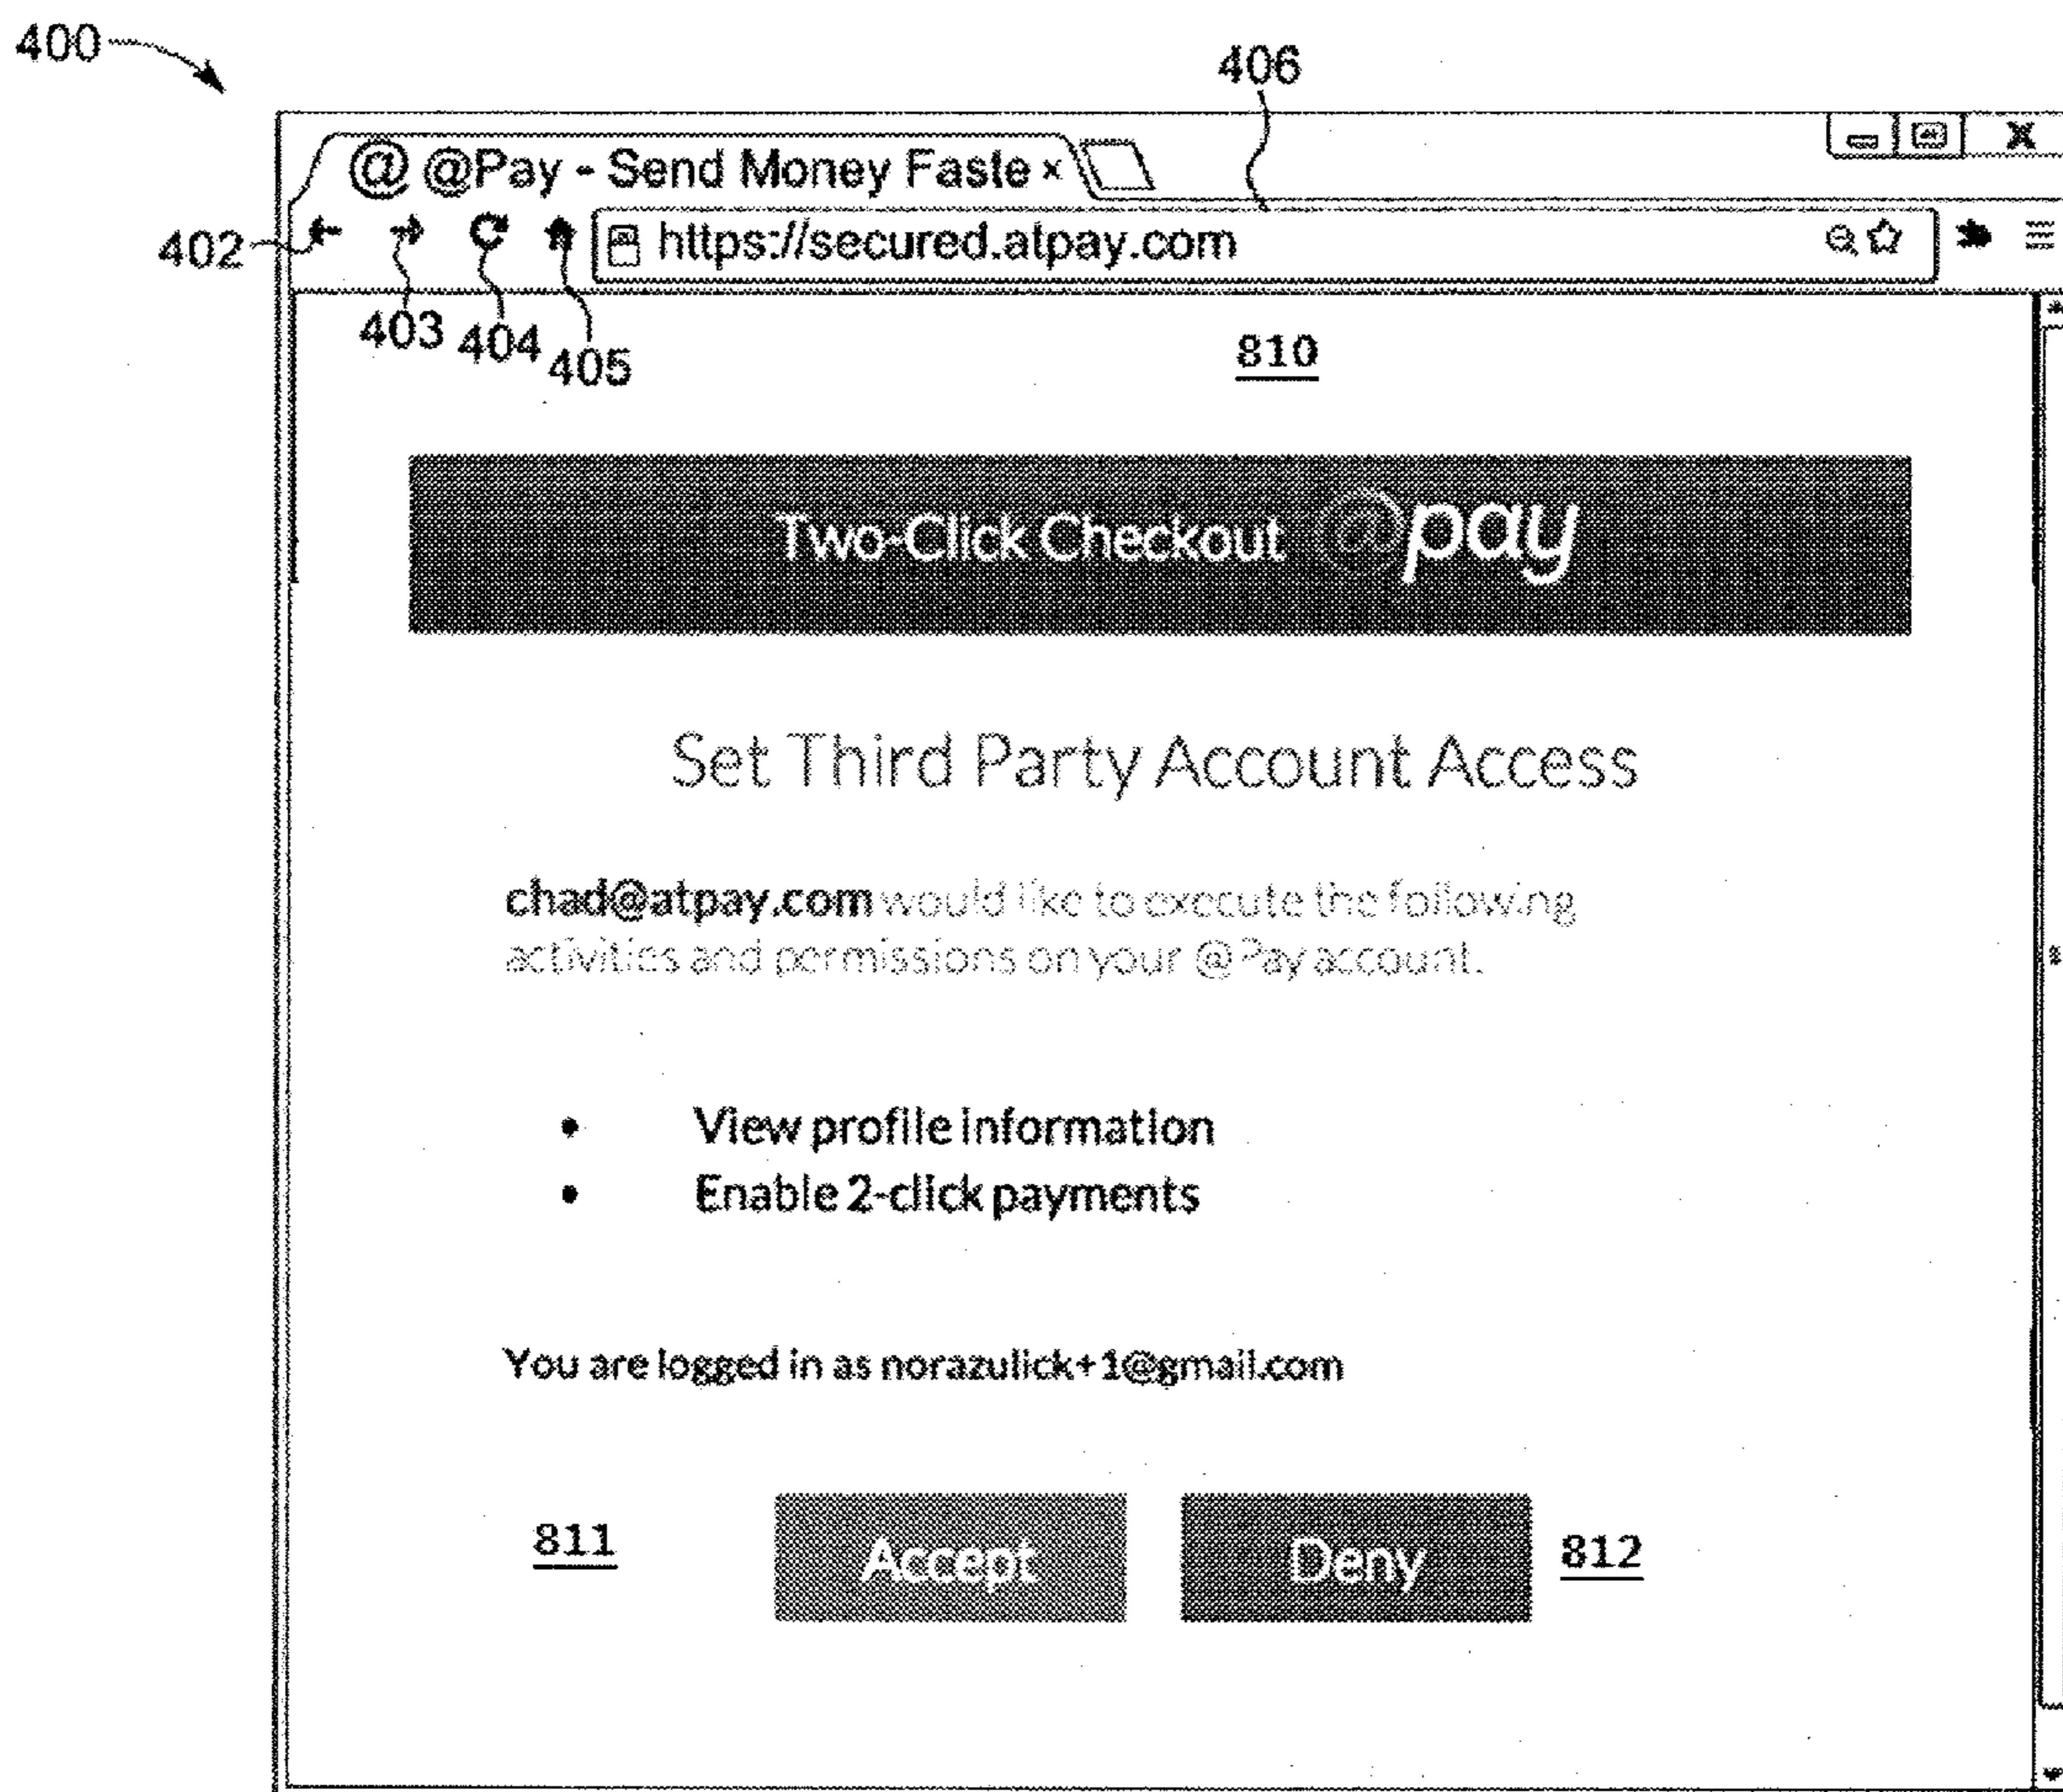 400
406
@ @Pay - Send Money Faste x
402
https://secured.atpay.com
403 404 405
810
Two-Click Checkout @pay
Set Third Party Account Access
chad@atpay.com would like to execute the following
activities and permissions on your @Pay account.
• View profile information
• Enable 2-click payments
You are logged in as norazulick+1@gmail.com
811 Accept Deny 812